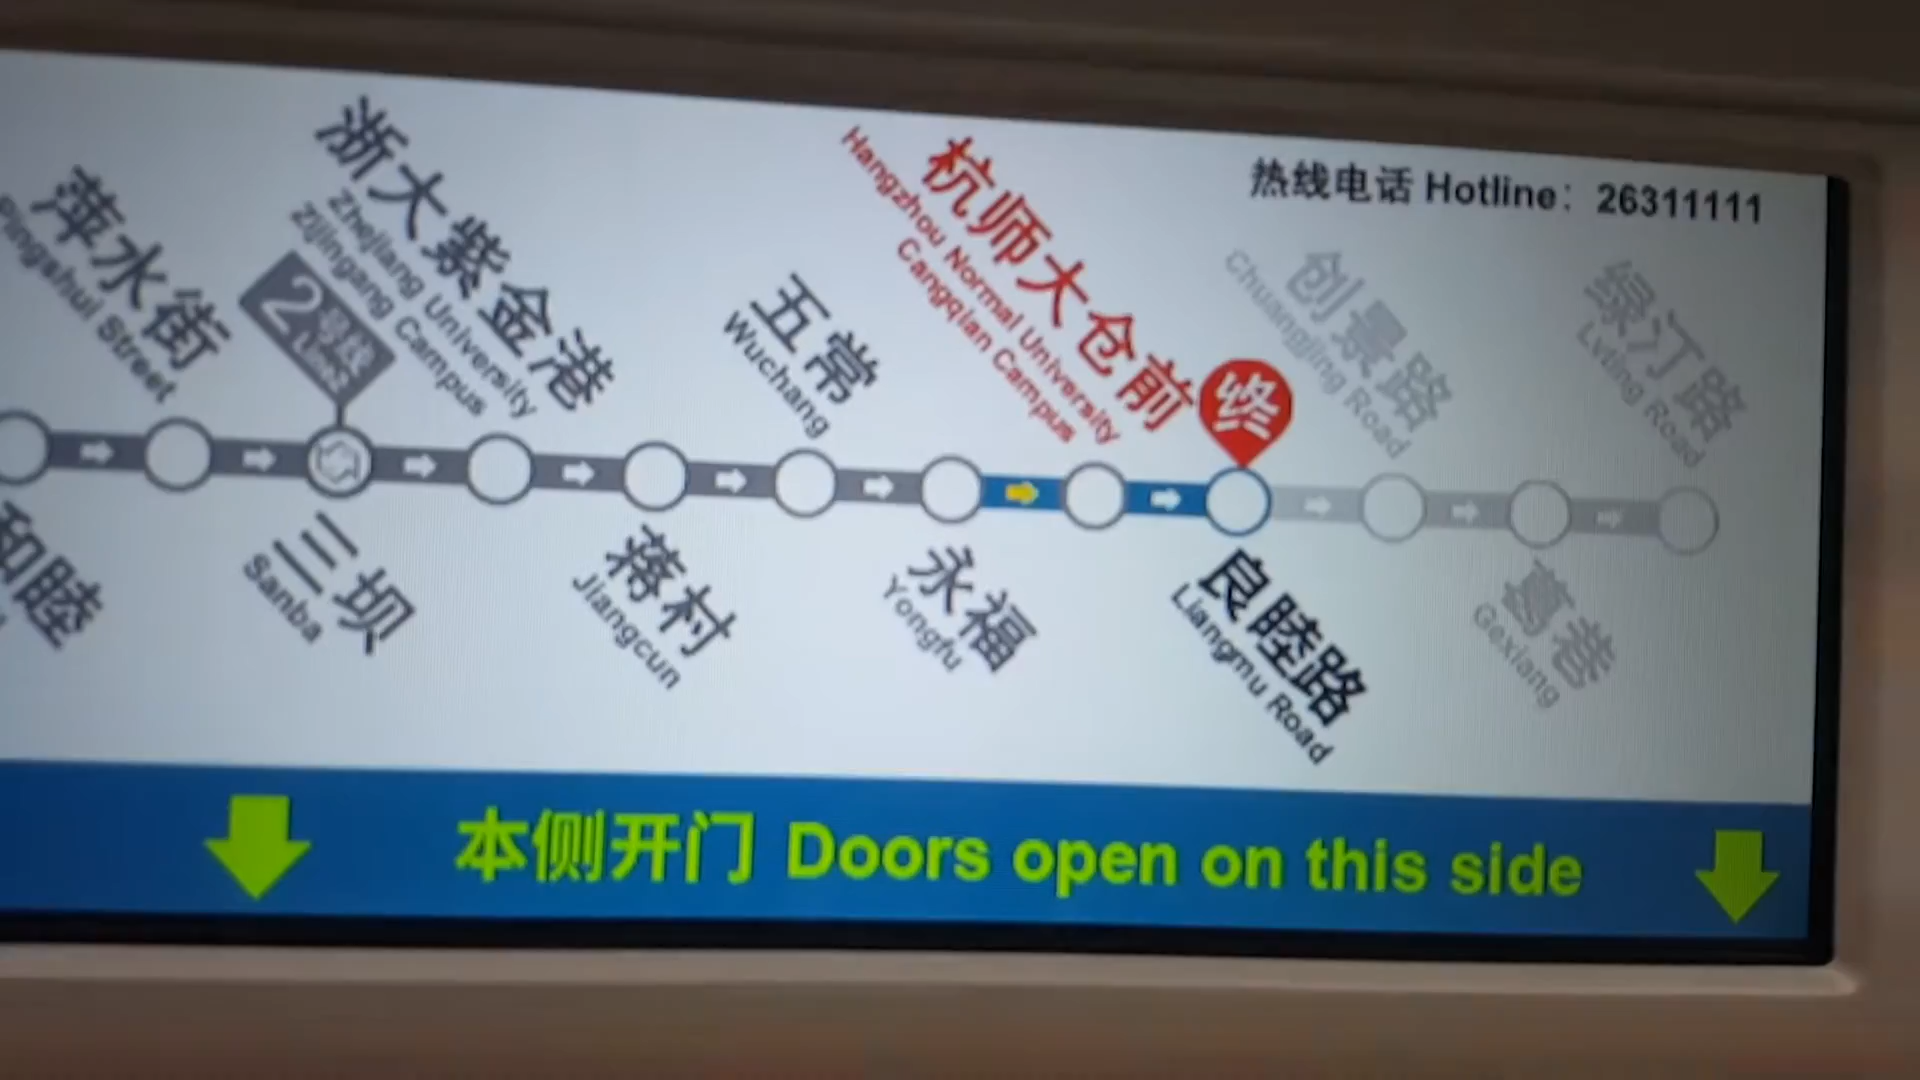 热线电话 Hotline: 26311111
萍水街
Pingshui Street
2号线
Line2
浙大紫金港
Zhejiang University
Zijingang Campus
五常
Wuchang
杭师大仓前
Hangzhou Normal University
Cangqian Campus
终
创景路
Chuangjing Road
绿汀路
Lvting Road
和睦
三坝
Sanba
蒋村
Jiangcun
永福
Yongfu
良睦路
Liangmu Road
葛巷
Gexiang
本侧开门 Doors open on this side